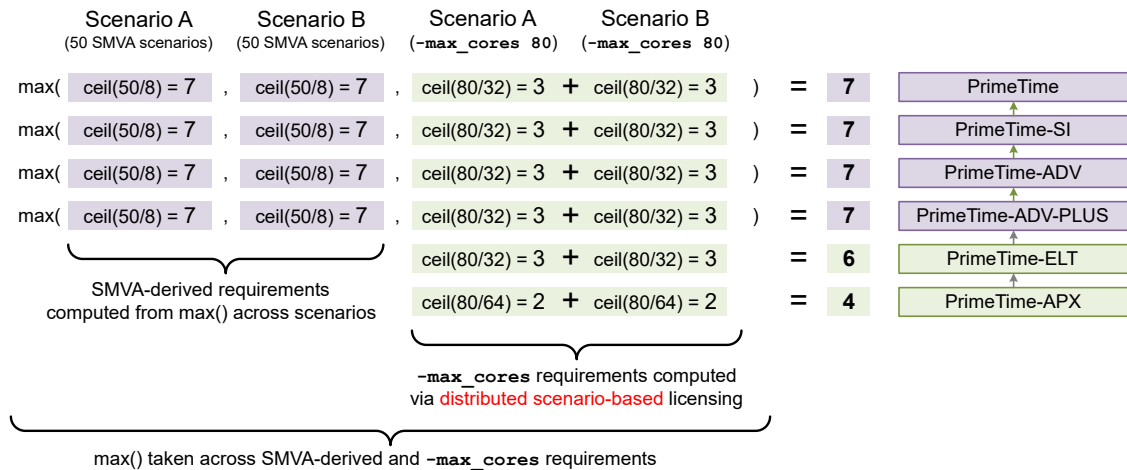 Scenario A Scenario B Scenario A Scenario B
(50 SMVA scenarios) (50 SMVA scenarios) (-max_cores 80) (-max_cores 80)
max( ceil(50/8) = 7 , ceil(50/8) = 7 , ceil(80/32) = 3 + ceil(80/32) = 3 ) = 7 PrimeTime
max( ceil(50/8) = 7 , ceil(50/8) = 7 , ceil(80/32) = 3 + ceil(80/32) = 3 ) = 7 PrimeTime-SI
max( ceil(50/8) = 7 , ceil(50/8) = 7 , ceil(80/32) = 3 + ceil(80/32) = 3 ) = 7 PrimeTime-ADV
max( ceil(50/8) = 7 , ceil(50/8) = 7 , ceil(80/32) = 3 + ceil(80/32) = 3 ) = 7 PrimeTime-ADV-PLUS
ceil(80/32) = 3 + ceil(80/32) = 3 = 6 PrimeTime-ELT
ceil(80/64) = 2 + ceil(80/64) = 2 = 4 PrimeTime-APX
SMVA-derived requirements
computed from max() across scenarios
-max_cores requirements computed
via distributed scenario-based licensing
max() taken across SMVA-derived and -max_cores requirements